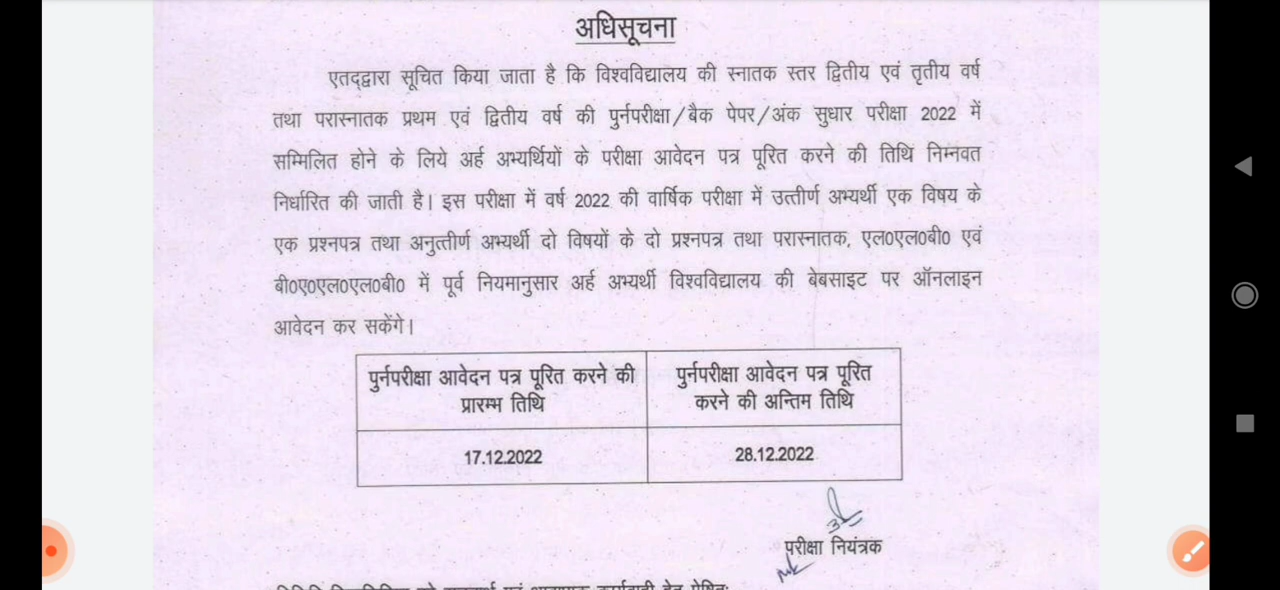 अधिसूचना
एतद्द्वारा सूचित किया जाता है कि विश्वविद्यालय की स्नातक स्तर द्वितीय एवं तृतीय वर्ष
तथा परास्नातक प्रथम एवं द्वितीय वर्ष की पुर्नपरीक्षा/बैक पेपर/अंक सुधार परीक्षा 2022 में
सम्मिलित होने के लिये अर्ह अभ्यर्थियों के परीक्षा आवेदन पत्र पूरित करने की तिथि निम्नवत
निर्धारित की जाती है। इस परीक्षा में वर्ष 2022 की वार्षिक परीक्षा में उत्तीर्ण अभ्यर्थी एक विषय के
एक प्रश्नपत्र तथा अनुत्तीर्ण अभ्यर्थी दो विषयों के दो प्रश्नपत्र तथा परास्नातक, एल0एल0बी0 एवं
बी0ए0एल0एल0बी0 में पूर्व नियमानुसार अर्ह अभ्यर्थी विश्वविद्यालय की बेबसाइट पर ऑनलाइन
आवेदन कर सकेंगे।
पुर्नपरीक्षा आवेदन पत्र पूरित करने की
प्रारम्भ तिथि
पुर्नपरीक्षा आवेदन पत्र पूरित
करने की अन्तिम तिथि
17.12.2022
28.12.2022
परीक्षा नियंत्रक